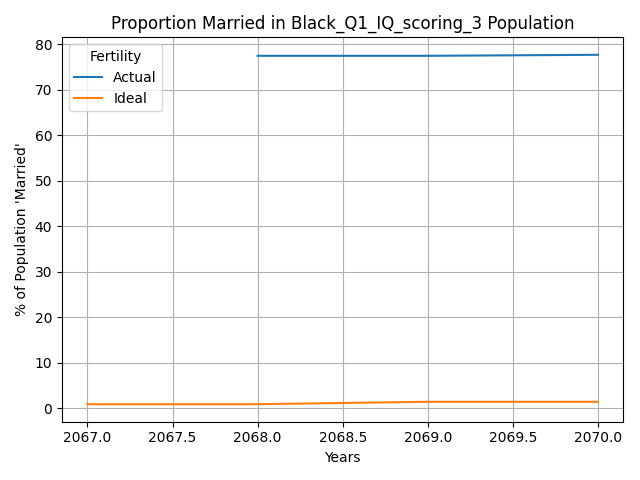 Proportion Married in Black_Q1_IQ_scoring_3 Population
80
70
60
50
40
30
20
10
0
% of Population 'Married'
Fertility
Actual
Ideal
2067.0 2067.5 2068.0 2068.5 2069.0 2069.5 2070.0
Years